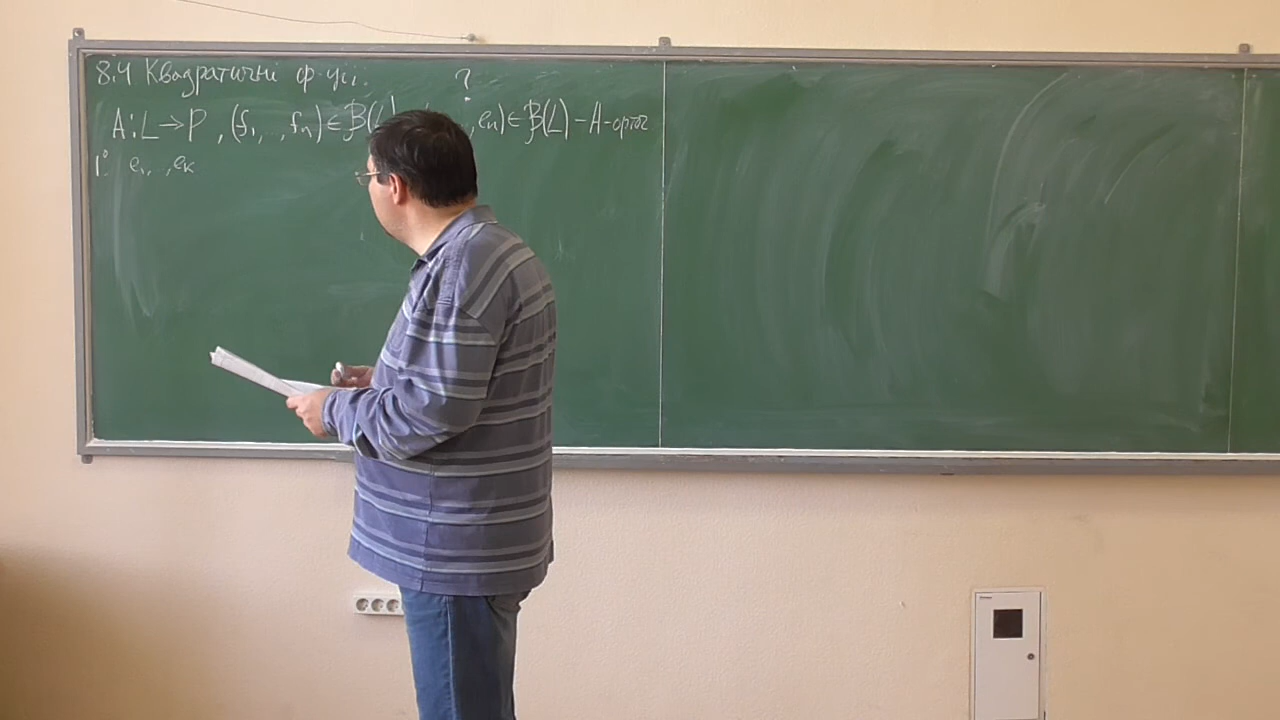 8.4 Квадратичні ф-ції.
?
A: L → P, (f₁, .., fₙ) ∈ B(L) , eₙ) ∈ B(L) – A-ортог
1°. e₁, .., eₖ